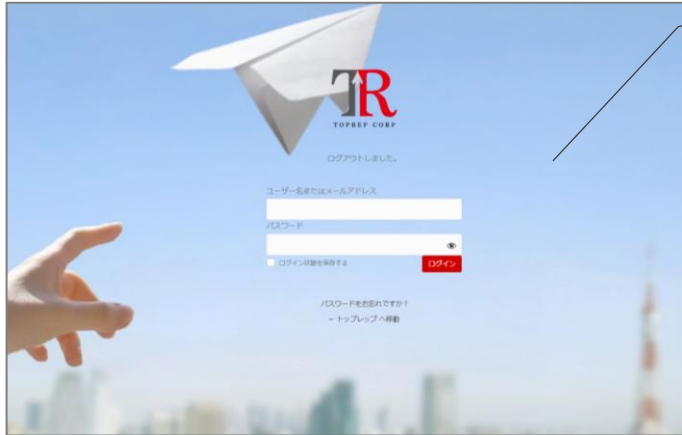 TR
TOPREP CORP
ログアウトしました。
ユーザー名またはメールアドレス
パスワード
ログイン状態を保存する
ログイン
パスワードをお忘れですか?
← トップレップ へ移動